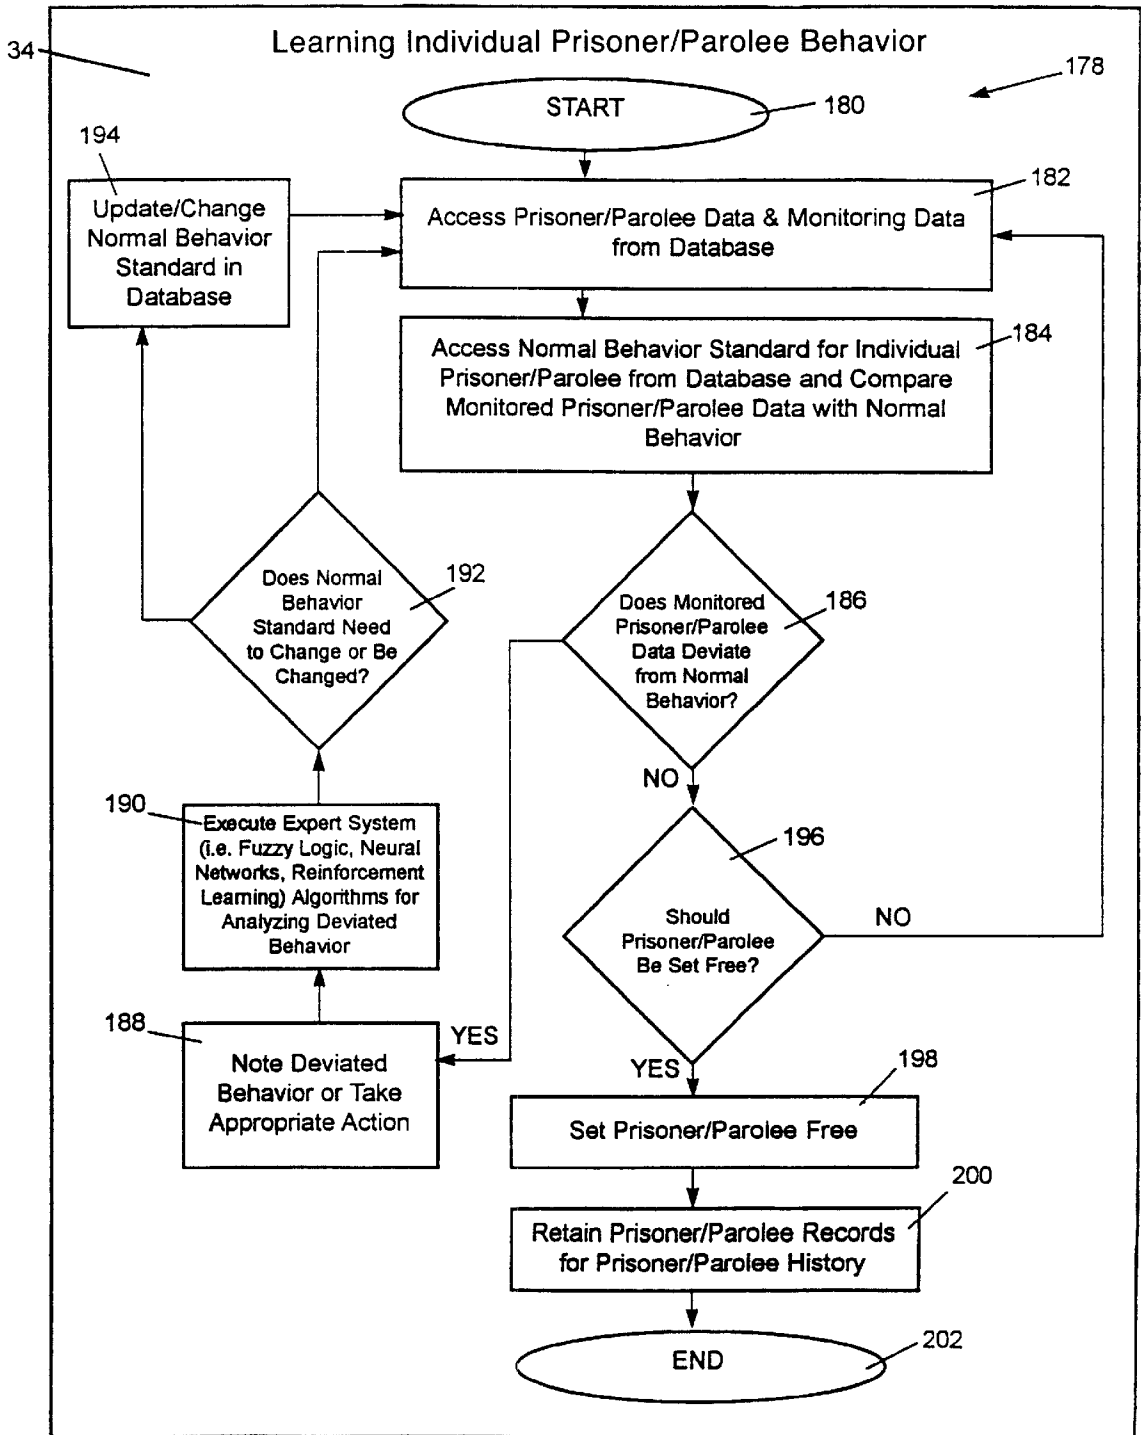 Learning Individual Prisoner/Parolee Behavior
34
178
START
180
194
182
Update/Change
Normal Behavior
Standard in
Database
Access Prisoner/Parolee Data & Monitoring Data
from Database
184
Access Normal Behavior Standard for Individual
Prisoner/Parolee from Database and Compare
Monitored Prisoner/Parolee Data with Normal
Behavior
192
Does Normal
Behavior
Standard Need
to Change or Be
Changed?
186
Does Monitored
Prisoner/Parolee
Data Deviate
from Normal
Behavior?
NO
190
Execute Expert System
(i.e. Fuzzy Logic, Neural
Networks, Reinforcement
Learning) Algorithms for
Analyzing Deviated
Behavior
196
Should
Prisoner/Parolee
Be Set Free?
NO
188
YES
Note Deviated
Behavior or Take
Appropriate Action
YES
198
Set Prisoner/Parolee Free
200
Retain Prisoner/Parolee Records
for Prisoner/Parolee History
END
202